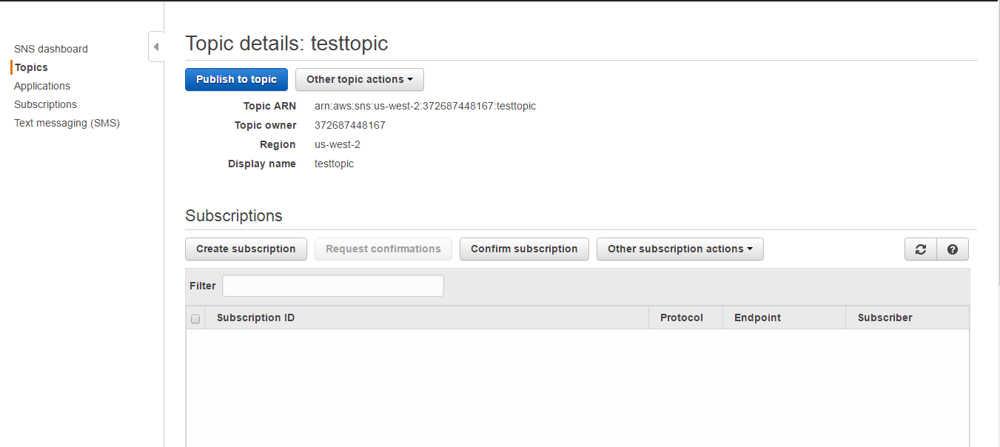 SNS dashboard
Topics
Applications
Subscriptions
Text messaging (SMS)
Topic details: testtopic
Publish to topic Other topic actions
Topic ARN arn:aws:sns:us-west-2:372687448167:testtopic
Topic owner 372687448167
Region us-west-2
Display name testtopic
Subscriptions
Create subscription Request confirmations Confirm subscription Other subscription actions
Filter
Subscription ID Protocol Endpoint Subscriber